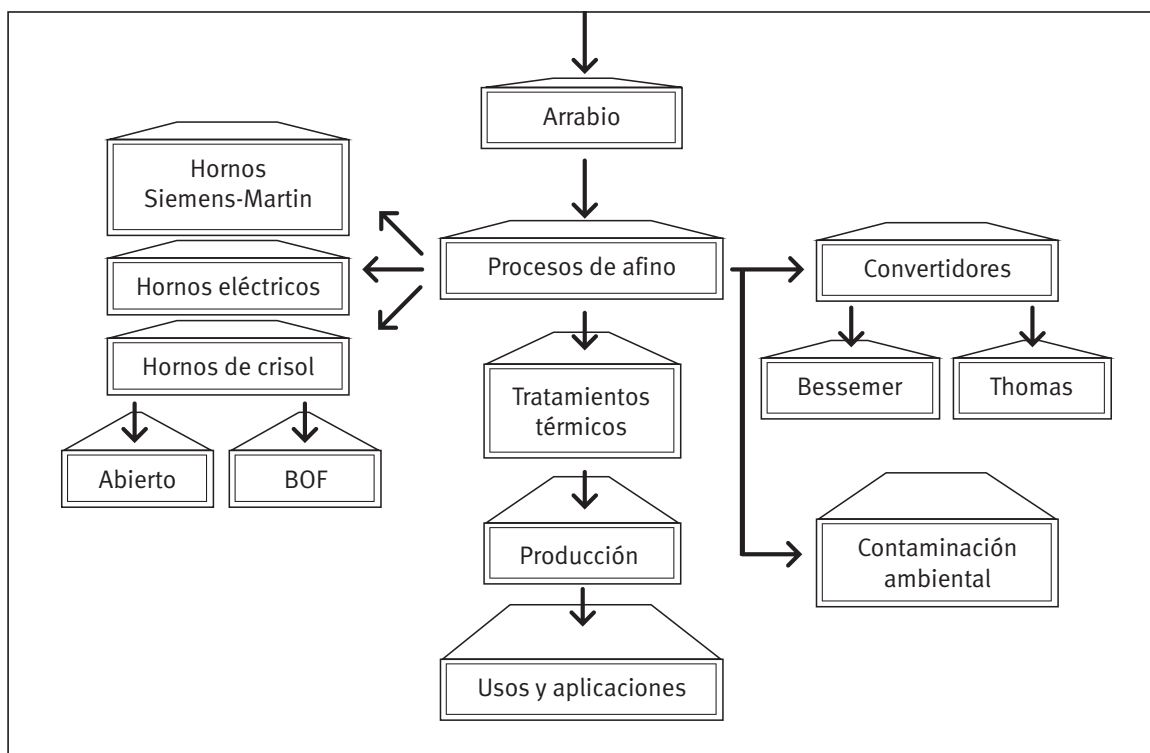 Arrabio
Hornos
Siemens-Martin
Procesos de afino
Convertidores
Hornos eléctricos
Hornos de crisol
Bessemer
Thomas
Tratamientos
térmicos
Abierto
BOF
Producción
Contaminación
ambiental
Usos y aplicaciones